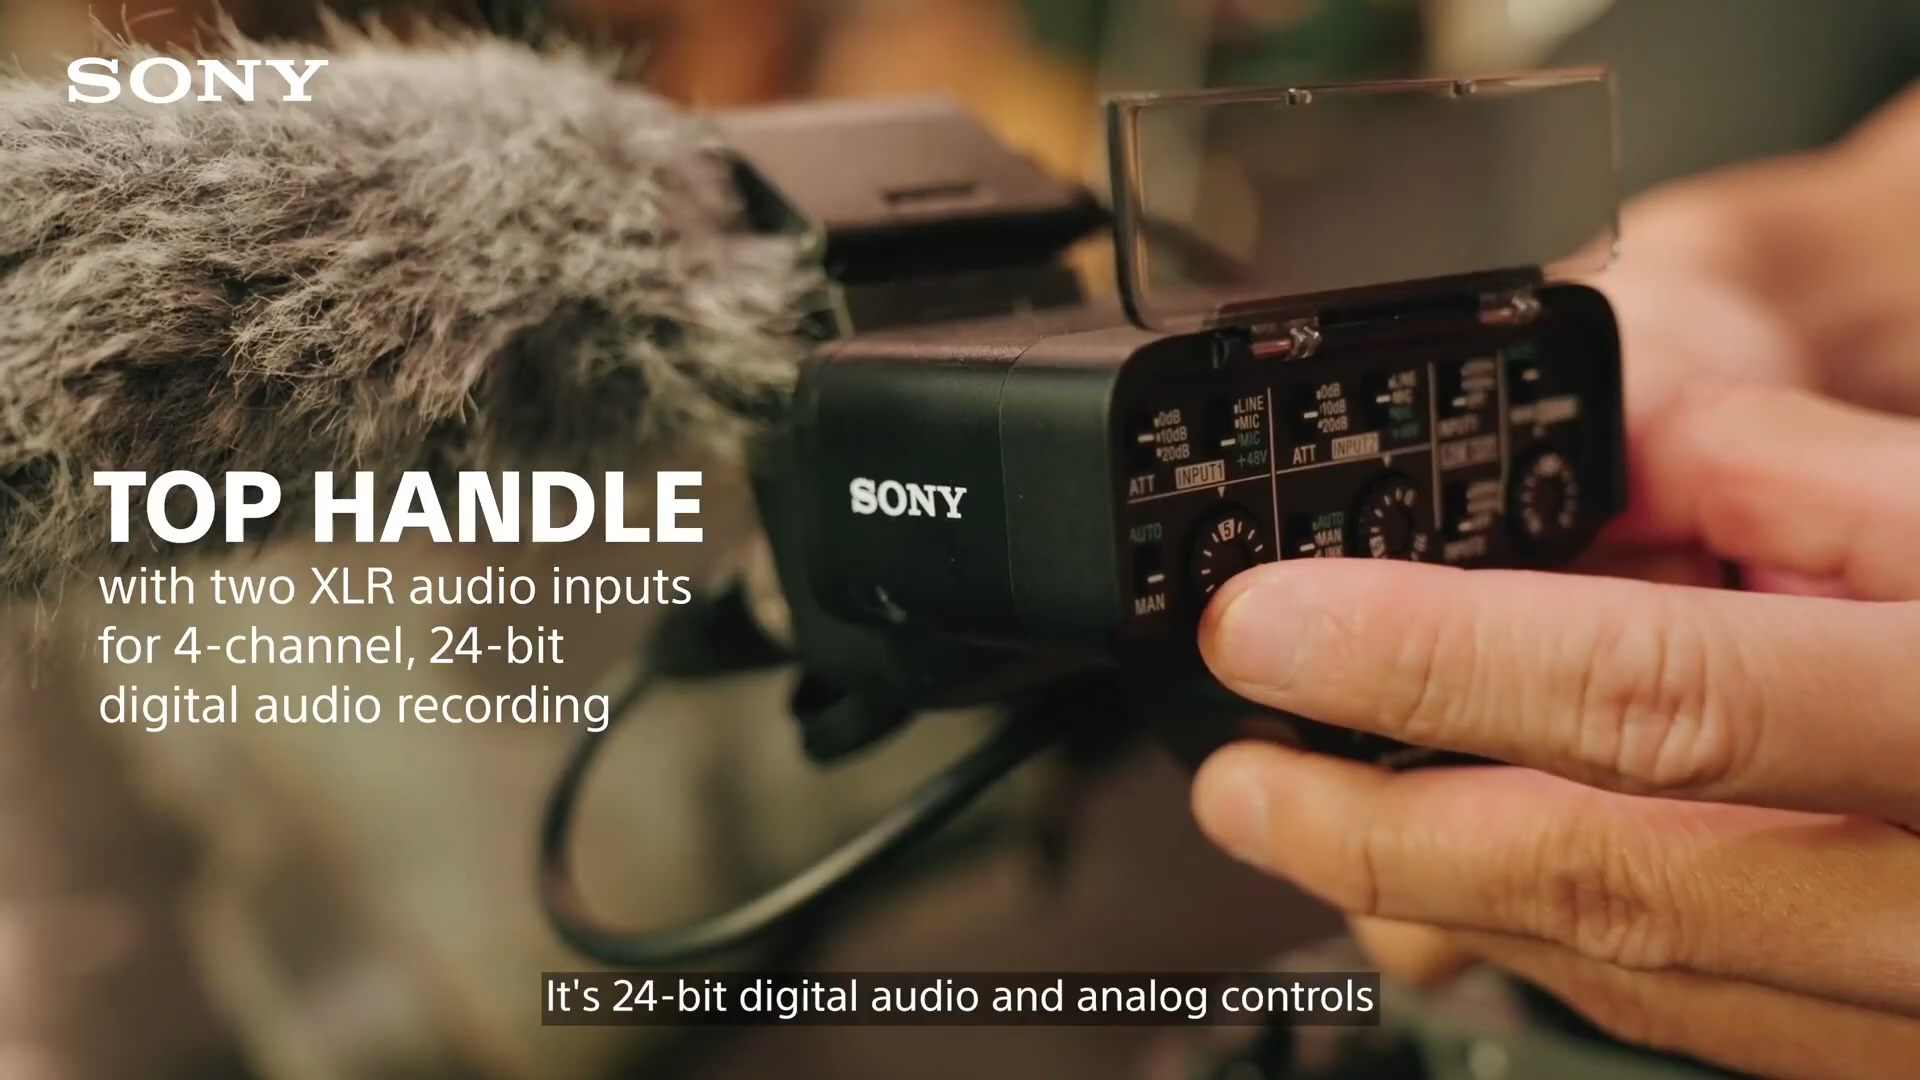 SONY
TOP HANDLE
with two XLR audio inputs
for 4-channel, 24-bit
digital audio recording
SONY
0dB
10dB
20dB
LINE
MIC
MIC
+48V
ATT
INPUT1
0dB
10dB
20dB
LINE
MIC
ATT
INPUT2
AUTO
MAN
5
AUTO
MAN
LINK
It's 24-bit digital audio and analog controls